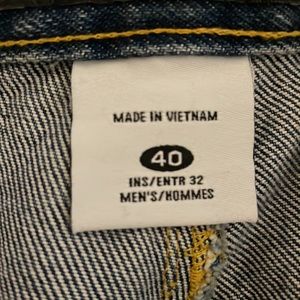 MADE IN VIETNAM
40
INS/ENTR 32
MEN'S/HOMMES